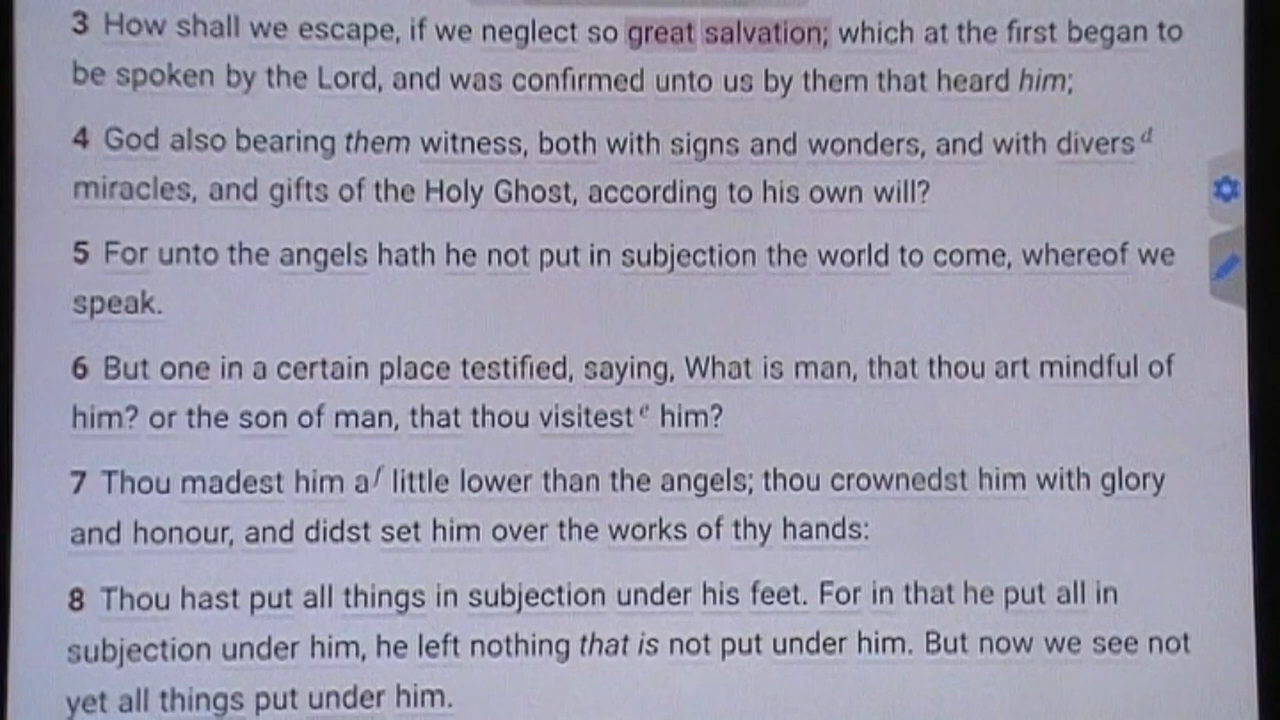 3 How shall we escape, if we neglect so great salvation; which at the first began to
be spoken by the Lord, and was confirmed unto us by them that heard him;
4 God also bearing them witness, both with signs and wonders, and with divers d
miracles, and gifts of the Holy Ghost, according to his own will?
5 For unto the angels hath he not put in subjection the world to come, whereof we
speak.
6 But one in a certain place testified, saying, What is man, that thou art mindful of
him? or the son of man, that thou visitest e him?
7 Thou madest him a f little lower than the angels; thou crownedst him with glory
and honour, and didst set him over the works of thy hands:
8 Thou hast put all things in subjection under his feet. For in that he put all in
subjection under him, he left nothing that is not put under him. But now we see not
yet all things put under him.